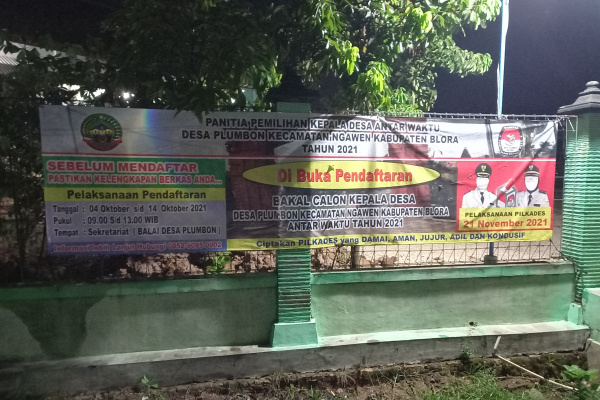 PANITIA PEMILIHAN KEPALA DESA ANTAR WAKTU
DESA PLUMBON KECAMATAN NGAWEN KABUPATEN BLORA
TAHUN 2021
SEBELUM MENDAFTAR
PASTIKAN KELENGKAPAN BERKAS ANDA...
Pelaksanaan Pendaftaran
Tanggal : 04 Oktober s/d 14 Oktober 2021
Pukul : 09.00 S/d 13.00 WIB
Tempat : Sekretariat ( BALAI DESA PLUMBON )
Di Buka Pendaftaran
BAKAL CALON KEPALA DESA
DESA PLUMBON KECAMATAN NGAWEN KABUPATEN BLORA
ANTAR WAKTU TAHUN 2021
Ciptakan PILKADES yang DAMAI, AMAN, JUJUR, ADIL DAN KONDUSIF
PELAKSANAAN PILKADES
21 November 2021